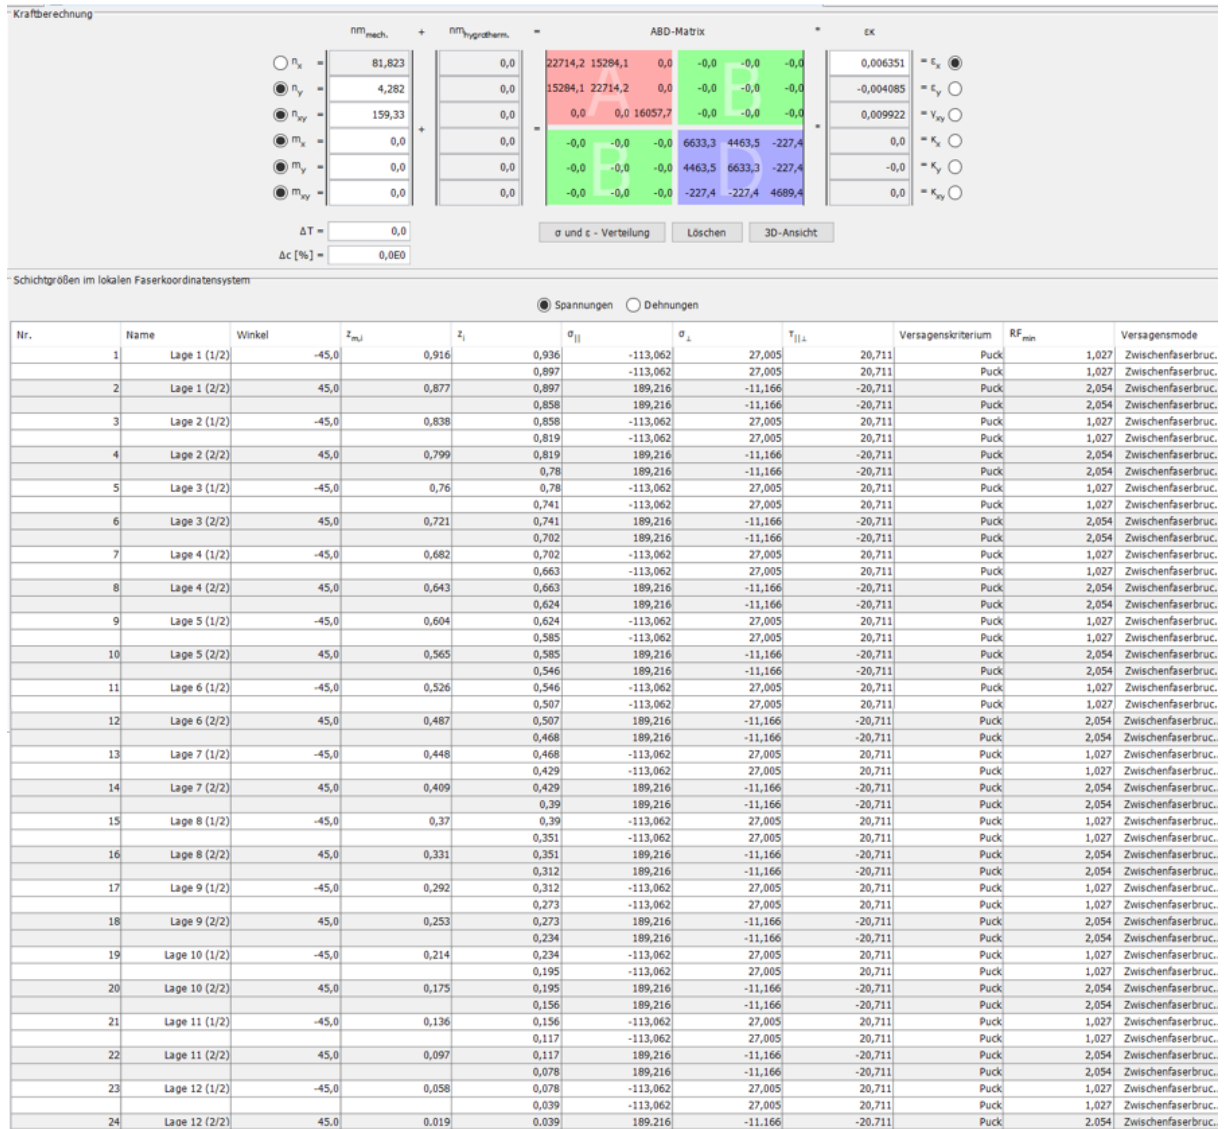 Kraftberechnung
nm mech. + nm hygrotherm. = ABD-Matrix * εκ
n x = 81,823 0,0 22714,2 15284,1 0,0 -0,0 -0,0 -0,0 0,006351 = ε x
n y = 4,282 0,0 15284,1 22714,2 0,0 -0,0 -0,0 -0,0 -0,004085 = ε y
n xy = 159,33 0,0 0,0 0,0 16057,7 -0,0 -0,0 -0,0 0,009922 = γ xy
+ = *
m x = 0,0 0,0 -0,0 -0,0 -0,0 6633,3 4463,5 -227,4 0,0 = κ x
m y = 0,0 0,0 -0,0 -0,0 -0,0 4463,5 6633,3 -227,4 -0,0 = κ y
m xy = 0,0 0,0 -0,0 -0,0 -0,0 -227,4 -227,4 4689,4 0,0 = κ xy
A B
B D
ΔT = 0,0 σ und ε - Verteilung Löschen 3D-Ansicht
Δc [%] = 0,0E0
Schichtgrößen im lokalen Faserkoordinatensystem
Spannungen Dehnungen
Nr. Name Winkel z m,i z i σ || σ ⊥ τ ||⊥ Versagenskriterium RF min Versagensmode
1 Lage 1 (1/2) -45,0 0,916 0,936 -113,062 27,005 20,711 Puck 1,027 Zwischenfaserbruc..
0,897 -113,062 27,005 20,711 Puck 1,027 Zwischenfaserbruc..
2 Lage 1 (2/2) 45,0 0,877 0,897 189,216 -11,166 -20,711 Puck 2,054 Zwischenfaserbruc..
0,858 189,216 -11,166 -20,711 Puck 2,054 Zwischenfaserbruc..
3 Lage 2 (1/2) -45,0 0,838 0,858 -113,062 27,005 20,711 Puck 1,027 Zwischenfaserbruc..
0,819 -113,062 27,005 20,711 Puck 1,027 Zwischenfaserbruc..
4 Lage 2 (2/2) 45,0 0,799 0,819 189,216 -11,166 -20,711 Puck 2,054 Zwischenfaserbruc..
0,78 189,216 -11,166 -20,711 Puck 2,054 Zwischenfaserbruc..
5 Lage 3 (1/2) -45,0 0,76 0,78 -113,062 27,005 20,711 Puck 1,027 Zwischenfaserbruc..
0,741 -113,062 27,005 20,711 Puck 1,027 Zwischenfaserbruc..
6 Lage 3 (2/2) 45,0 0,721 0,741 189,216 -11,166 -20,711 Puck 2,054 Zwischenfaserbruc..
0,702 189,216 -11,166 -20,711 Puck 2,054 Zwischenfaserbruc..
7 Lage 4 (1/2) -45,0 0,682 0,702 -113,062 27,005 20,711 Puck 1,027 Zwischenfaserbruc..
0,663 -113,062 27,005 20,711 Puck 1,027 Zwischenfaserbruc..
8 Lage 4 (2/2) 45,0 0,643 0,663 189,216 -11,166 -20,711 Puck 2,054 Zwischenfaserbruc..
0,624 189,216 -11,166 -20,711 Puck 2,054 Zwischenfaserbruc..
9 Lage 5 (1/2) -45,0 0,604 0,624 -113,062 27,005 20,711 Puck 1,027 Zwischenfaserbruc..
0,585 -113,062 27,005 20,711 Puck 1,027 Zwischenfaserbruc..
10 Lage 5 (2/2) 45,0 0,565 0,585 189,216 -11,166 -20,711 Puck 2,054 Zwischenfaserbruc..
0,546 189,216 -11,166 -20,711 Puck 2,054 Zwischenfaserbruc..
11 Lage 6 (1/2) -45,0 0,526 0,546 -113,062 27,005 20,711 Puck 1,027 Zwischenfaserbruc..
0,507 -113,062 27,005 20,711 Puck 1,027 Zwischenfaserbruc..
12 Lage 6 (2/2) 45,0 0,487 0,507 189,216 -11,166 -20,711 Puck 2,054 Zwischenfaserbruc..
0,468 189,216 -11,166 -20,711 Puck 2,054 Zwischenfaserbruc..
13 Lage 7 (1/2) -45,0 0,448 0,468 -113,062 27,005 20,711 Puck 1,027 Zwischenfaserbruc..
0,429 -113,062 27,005 20,711 Puck 1,027 Zwischenfaserbruc..
14 Lage 7 (2/2) 45,0 0,409 0,429 189,216 -11,166 -20,711 Puck 2,054 Zwischenfaserbruc..
0,39 189,216 -11,166 -20,711 Puck 2,054 Zwischenfaserbruc..
15 Lage 8 (1/2) -45,0 0,37 0,39 -113,062 27,005 20,711 Puck 1,027 Zwischenfaserbruc..
0,351 -113,062 27,005 20,711 Puck 1,027 Zwischenfaserbruc..
16 Lage 8 (2/2) 45,0 0,331 0,351 189,216 -11,166 -20,711 Puck 2,054 Zwischenfaserbruc..
0,312 189,216 -11,166 -20,711 Puck 2,054 Zwischenfaserbruc..
17 Lage 9 (1/2) -45,0 0,292 0,312 -113,062 27,005 20,711 Puck 1,027 Zwischenfaserbruc..
0,273 -113,062 27,005 20,711 Puck 1,027 Zwischenfaserbruc..
18 Lage 9 (2/2) 45,0 0,253 0,273 189,216 -11,166 -20,711 Puck 2,054 Zwischenfaserbruc..
0,234 189,216 -11,166 -20,711 Puck 2,054 Zwischenfaserbruc..
19 Lage 10 (1/2) -45,0 0,214 0,234 -113,062 27,005 20,711 Puck 1,027 Zwischenfaserbruc..
0,195 -113,062 27,005 20,711 Puck 1,027 Zwischenfaserbruc..
20 Lage 10 (2/2) 45,0 0,175 0,195 189,216 -11,166 -20,711 Puck 2,054 Zwischenfaserbruc..
0,156 189,216 -11,166 -20,711 Puck 2,054 Zwischenfaserbruc..
21 Lage 11 (1/2) -45,0 0,136 0,156 -113,062 27,005 20,711 Puck 1,027 Zwischenfaserbruc..
0,117 -113,062 27,005 20,711 Puck 1,027 Zwischenfaserbruc..
22 Lage 11 (2/2) 45,0 0,097 0,117 189,216 -11,166 -20,711 Puck 2,054 Zwischenfaserbruc..
0,078 189,216 -11,166 -20,711 Puck 2,054 Zwischenfaserbruc..
23 Lage 12 (1/2) -45,0 0,058 0,078 -113,062 27,005 20,711 Puck 1,027 Zwischenfaserbruc..
0,039 -113,062 27,005 20,711 Puck 1,027 Zwischenfaserbruc..
24 Lage 12 (2/2) 45,0 0,019 0,039 189,216 -11,166 -20,711 Puck 2,054 Zwischenfaserbruc..